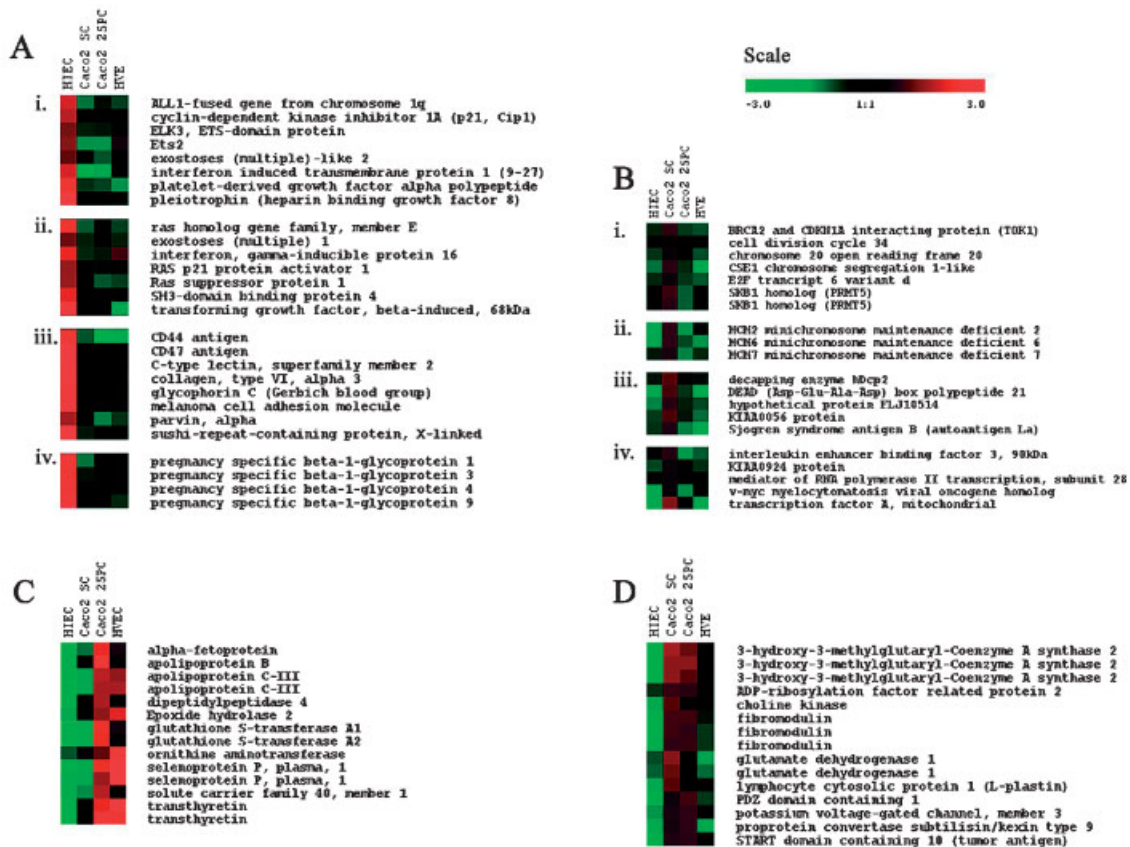 A
HIEC
Caco2 SC
Caco2 25PC
HVE
i.
ALL1-fused gene from chromosome 1q
cyclin-dependent kinase inhibitor 1A (p21, Cip1)
ELK3, ETS-domain protein
Ets2
exostoses (multiple)-like 2
interferon induced transmembrane protein 1 (9-27)
platelet-derived growth factor alpha polypeptide
pleiotrophin (heparin binding growth factor 8)
ii.
ras homolog gene family, member E
exostoses (multiple) 1
interferon, gamma-inducible protein 16
RAS p21 protein activator 1
Ras suppressor protein 1
SH3-domain binding protein 4
transforming growth factor, beta-induced, 68kDa
iii.
CD44 antigen
CD47 antigen
C-type lectin, superfamily member 2
collagen, type VI, alpha 3
glycophorin C (Gerbich blood group)
melanoma cell adhesion molecule
parvin, alpha
sushi-repeat-containing protein, X-linked
iv.
pregnancy specific beta-1-glycoprotein 1
pregnancy specific beta-1-glycoprotein 3
pregnancy specific beta-1-glycoprotein 4
pregnancy specific beta-1-glycoprotein 9
Scale
-3.0 1:1 3.0
B
HIEC
Caco2 SC
Caco2 25PC
HVE
i.
BRCA2 and CDKN1A interacting protein (TOK1)
cell division cycle 34
chromosome 20 open reading frame 20
CSE1 chromosome segregation 1-like
E2F transcript 6 variant d
SKB1 homolog (PRMT5)
SKB1 homolog (PRMT5)
ii.
MCM2 minichromosome maintenance deficient 2
MCM6 minichromosome maintenance deficient 6
MCM7 minichromosome maintenance deficient 7
iii.
decapping enzyme hDcp2
DEAD (Asp-Glu-Ala-Asp) box polypeptide 21
hypothetical protein FLJ10514
KIAA0056 protein
Sjogren syndrome antigen B (autoantigen La)
iv.
interleukin enhancer binding factor 3, 90kDa
KIAA0924 protein
mediator of RNA polymerase II transcription, subunit 28
v-myc myelocytomatosis viral oncogene homolog
transcription factor A, mitochondrial
C
HIEC
Caco2 SC
Caco2 25PC
HVEC
alpha-fetoprotein
apolipoprotein B
apolipoprotein C-III
apolipoprotein C-III
dipeptidylpeptidase 4
Epoxide hydrolase 2
glutathione S-transferase A1
glutathione S-transferase A2
ornithine aminotransferase
selenoprotein P, plasma, 1
selenoprotein P, plasma, 1
solute carrier family 40, member 1
transthyretin
transthyretin
D
HIEC
Caco2 SC
Caco2 25PC
HVE
3-hydroxy-3-methylglutaryl-Coenzyme A synthase 2
3-hydroxy-3-methylglutaryl-Coenzyme A synthase 2
3-hydroxy-3-methylglutaryl-Coenzyme A synthase 2
ADP-ribosylation factor related protein 2
choline kinase
fibromodulin
fibromodulin
fibromodulin
glutamate dehydrogenase 1
glutamate dehydrogenase 1
lymphocyte cytosolic protein 1 (L-plastin)
PDZ domain containing 1
potassium voltage-gated channel, member 3
proprotein convertase subtilisin/kexin type 9
START domain containing 10 (tumor antigen)